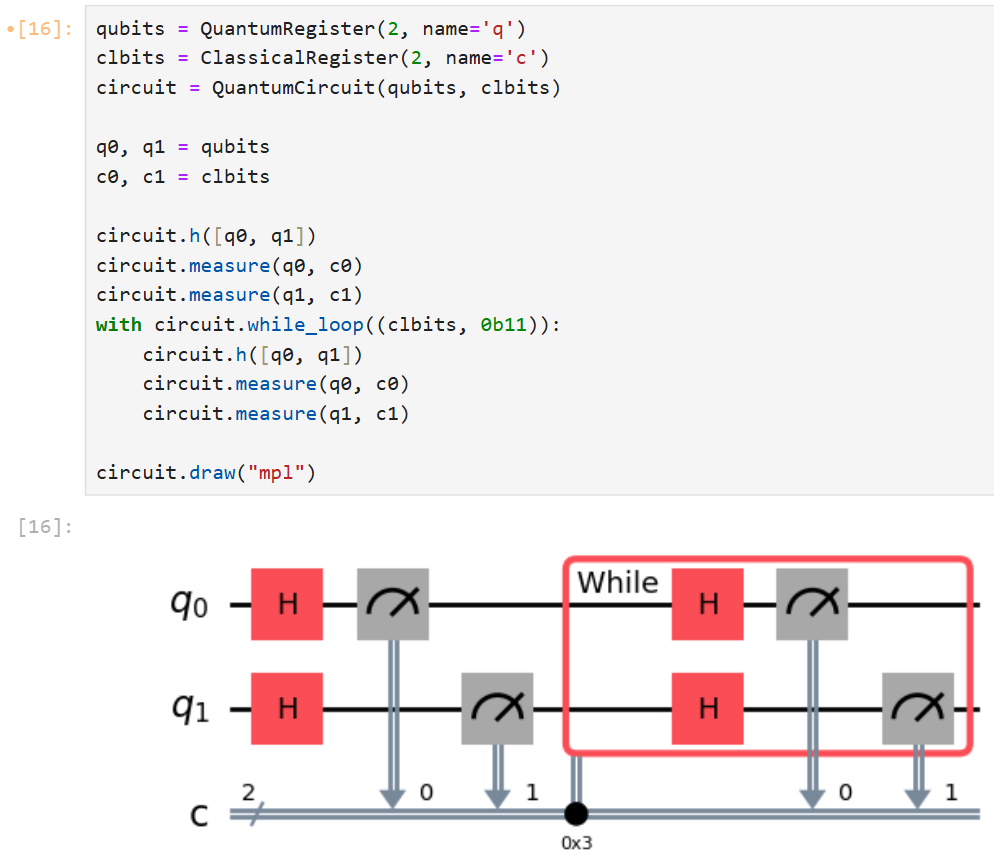 •[16]:
qubits = QuantumRegister(2, name='q')
clbits = ClassicalRegister(2, name='c')
circuit = QuantumCircuit(qubits, clbits)
q0, q1 = qubits
c0, c1 = clbits
circuit.h([q0, q1])
circuit.measure(q0, c0)
circuit.measure(q1, c1)
with circuit.while_loop((clbits, 0b11)):
    circuit.h([q0, q1])
    circuit.measure(q0, c0)
    circuit.measure(q1, c1)
circuit.draw("mpl")
[16]:
While
q0 H H
q1 H H
2 0 1 0 1
c
0x3